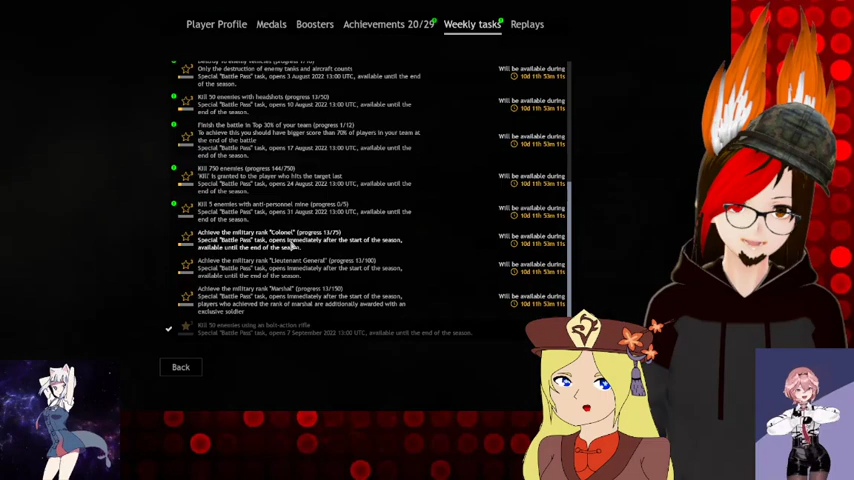 Player Profile Medals Boosters Achievements 20/29 Weekly tasks Replays
Only the destruction of enemy tanks and aircraft counts
Special "Battle Pass" task, opens 3 August 2022 13:00 UTC, available until the end
of the season.
Will be available during
10d 11h 53m 11s
Kill 50 enemies with headshots (progress 13/50)
Special "Battle Pass" task, opens 10 August 2022 13:00 UTC, available until the
end of the season.
Will be available during
10d 11h 53m 11s
Finish the battle in Top 30% of your team (progress 1/12)
To achieve this you should have bigger score than 70% of players in your team at
the end of the battle
Special "Battle Pass" task, opens 17 August 2022 13:00 UTC, available until the
end of the season.
Will be available during
10d 11h 53m 11s
Kill 750 enemies (progress 144/750)
'Kill' is granted to the player who hits the target last
Special "Battle Pass" task, opens 24 August 2022 13:00 UTC, available until the
end of the season.
Will be available during
10d 11h 53m 11s
Kill 5 enemies with anti-personnel mine (progress 0/5)
Special "Battle Pass" task, opens 31 August 2022 13:00 UTC, available until the
end of the season.
Will be available during
10d 11h 53m 11s
Achieve the military rank "Colonel" (progress 13/75)
Special "Battle Pass" task, opens immediately after the start of the season,
available until the end of the season.
Will be available during
10d 11h 53m 11s
Achieve the military rank "Lieutenant General" (progress 13/100)
Special "Battle Pass" task, opens immediately after the start of the season,
available until the end of the season.
Will be available during
10d 11h 53m 11s
Achieve the military rank "Marshal" (progress 13/150)
Special "Battle Pass" task, opens immediately after the start of the season,
players who achieved the rank of marshal are additionally awarded with an
exclusive soldier
Will be available during
10d 11h 53m 11s
Kill 50 enemies using an bolt-action rifle
Special "Battle Pass" task, opens 7 September 2022 13:00 UTC, available until the end of the season.
Back